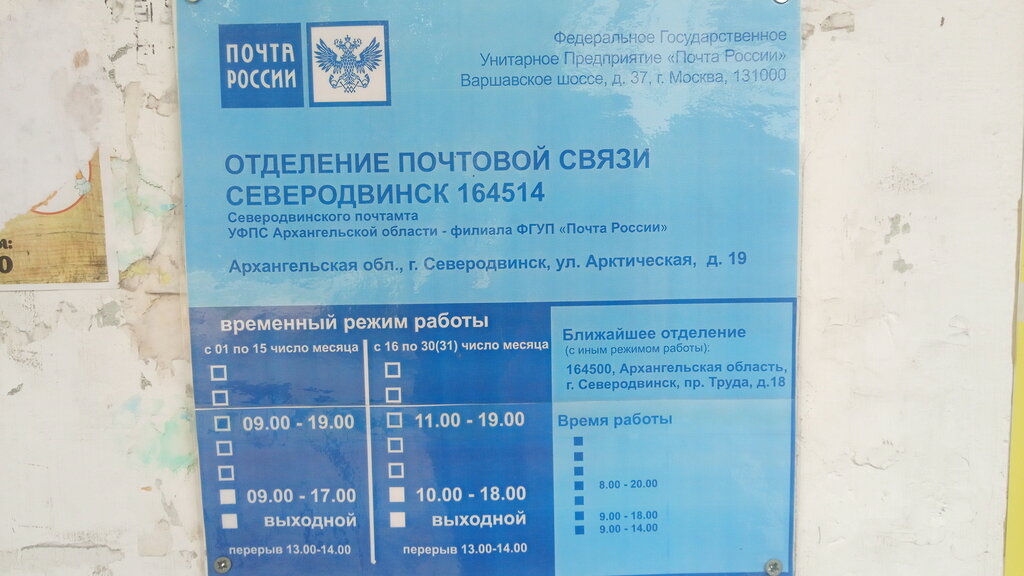 ПОЧТА
РОССИИ
Федеральное Государственное
Унитарное Предприятие «Почта России»
Варшавское шоссе, д. 37, г. Москва, 131000
ОТДЕЛЕНИЕ ПОЧТОВОЙ СВЯЗИ
СЕВЕРОДВИНСК 164514
Северодвинского почтамта
УФПС Архангельской области - филиала ФГУП «Почта России»
Архангельская обл., г. Северодвинск, ул. Арктическая, д. 19
временный режим работы
с 01 по 15 число месяца
09.00 - 19.00
09.00 - 17.00
выходной
перерыв 13.00-14.00
с 16 по 30(31) число месяца
11.00 - 19.00
10.00 - 18.00
выходной
перерыв 13.00-14.00
Ближайшее отделение
(с иным режимом работы):
164500, Архангельская область,
г. Северодвинск, пр. Труда, д.18
Время работы
8.00 - 20.00
9.00 - 18.00
9.00 - 14.00